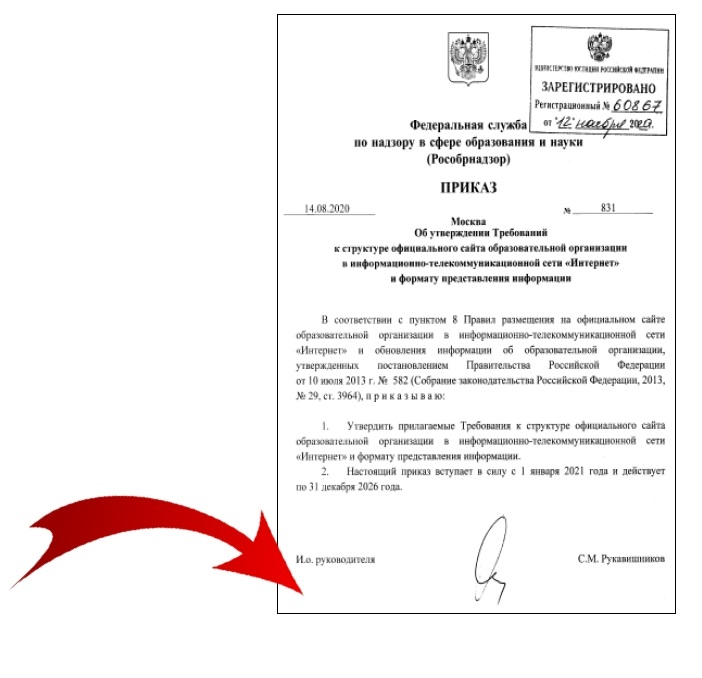 МИНИСТЕРСТВО ЮСТИЦИИ РОССИЙСКОЙ ФЕДЕРАЦИИ
ЗАРЕГИСТРИРОВАНО
Регистрационный № 60867
от "12" ноября 2020.
Федеральная служба
по надзору в сфере образования и науки
(Рособрнадзор)
ПРИКАЗ
14.08.2020 № 831
Москва
Об утверждении Требований
к структуре официального сайта образовательной организации
в информационно-телекоммуникационной сети «Интернет»
и формату представления информации
В соответствии с пунктом 8 Правил размещения на официальном сайте
образовательной организации в информационно-телекоммуникационной сети
«Интернет» и обновления информации об образовательной организации,
утвержденных постановлением Правительства Российской Федерации
от 10 июля 2013 г. № 582 (Собрание законодательства Российской Федерации, 2013,
№ 29, ст. 3964), п р и к а з ы в а ю:
1. Утвердить прилагаемые Требования к структуре официального сайта
образовательной организации в информационно-телекоммуникационной сети
«Интернет» и формату представления информации.
2. Настоящий приказ вступает в силу с 1 января 2021 года и действует
по 31 декабря 2026 года.
И.о. руководителя С.М. Рукавишников